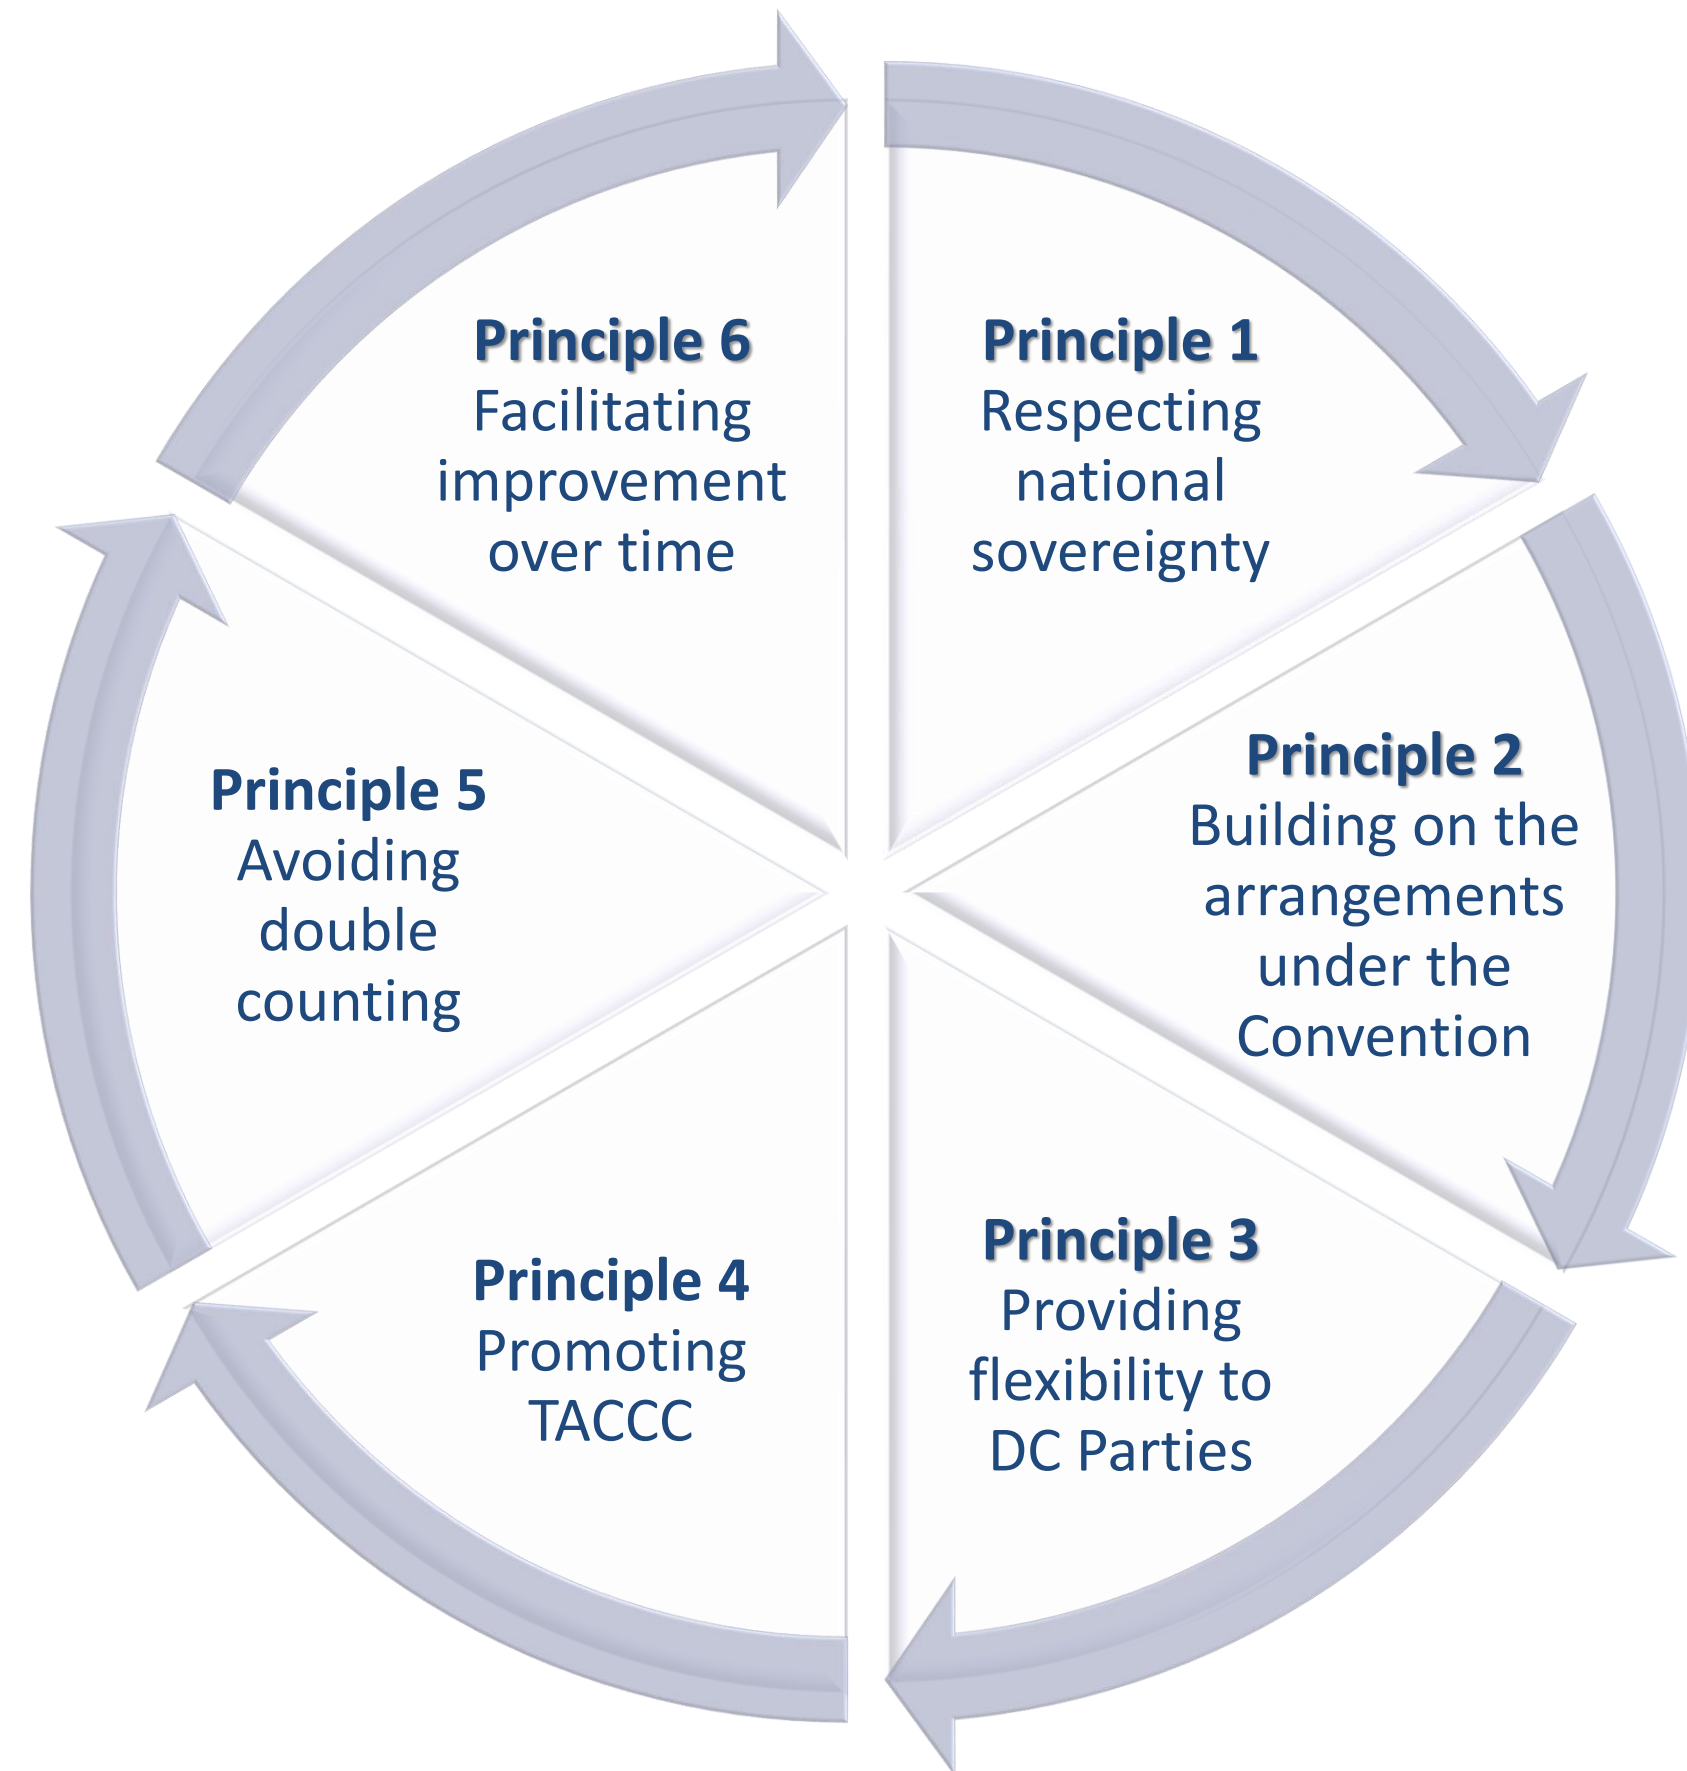 Principle 1
Respecting
national
sovereignty
Principle 2
Building on the
arrangements
under the
Convention
Principle 3
Providing
flexibility to
DC Parties
Principle 4
Promoting
TACCC
Principle 5
Avoiding
double
counting
Principle 6
Facilitating
improvement
over time